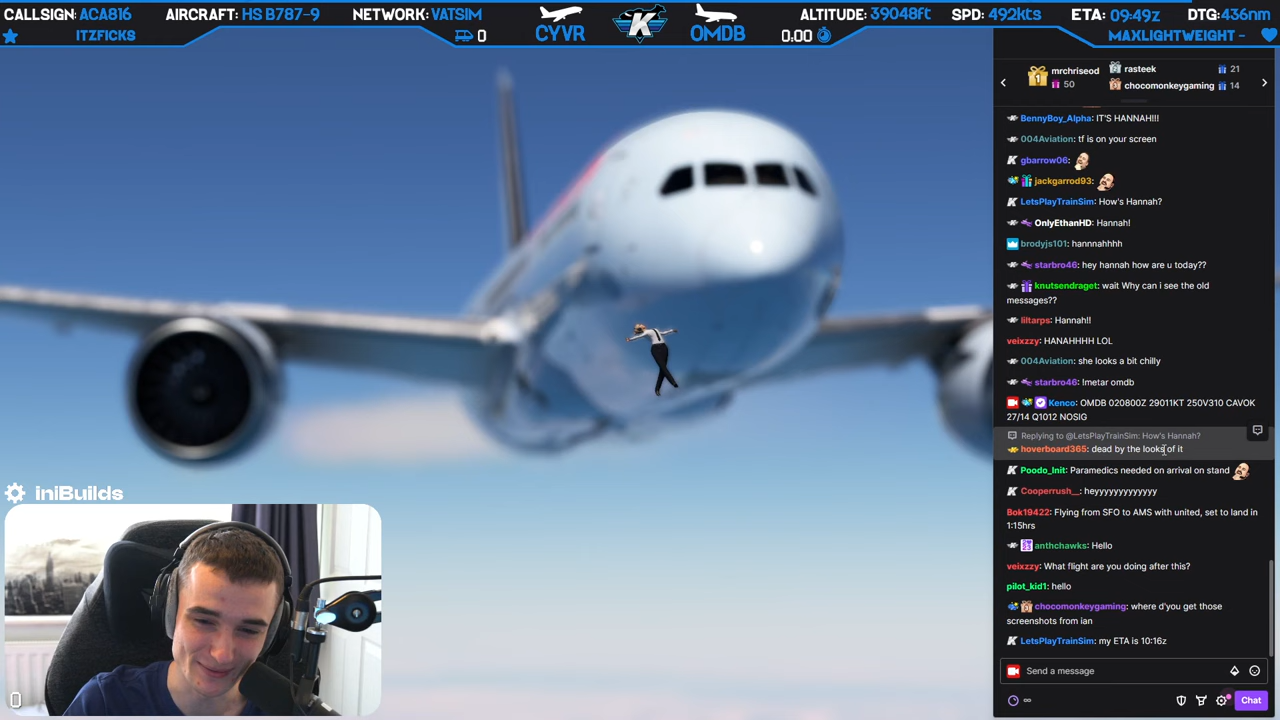 CALLSIGN: ACA816
AIRCRAFT: HS B787-9
NETWORK: VATSIM
ALTITUDE: 39048ft
SPD: 492kts
ETA: 09:49z
DTG: 436nm
ITZFICKS
0
CYVR
K
OMDB
0:00
MAXLIGHTWEIGHT -
1
mrchriseod
50
rasteek
21
chocomonkeygaming
14
BennyBoy_Alpha: IT'S HANNAH!!!
004Aviation: tf is on your screen
gbarrow06:
jackgarrod93:
LetsPlayTrainSim: How's Hannah?
OnlyEthanHD: Hannah!
brodyjs101: hannnahhhh
starbro46: hey hannah how are u today??
knutsendraget: wait Why can i see the old
messages??
liltarps: Hannah!!
veixzzy: HANAHHHH LOL
004Aviation: she looks a bit chilly
starbro46: !metar omdb
Kenco: OMDB 020800Z 29011KT 250V310 CAVOK
27/14 Q1012 NOSIG
Replying to @LetsPlayTrainSim: How's Hannah?
hoverboard365: dead by the looks of it
Poodo_Init: Paramedics needed on arrival on stand
Cooperrush__: heyyyyyyyyyyyyy
Bok19422: Flying from SFO to AMS with united, set to land in
1:15hrs
anthchawks: Hello
veixzzy: What flight are you doing after this?
pilot_kid1: hello
chocomonkeygaming: where d'you get those
screenshots from ian
LetsPlayTrainSim: my ETA is 10:16z
Send a message
Chat
iniBuilds
0